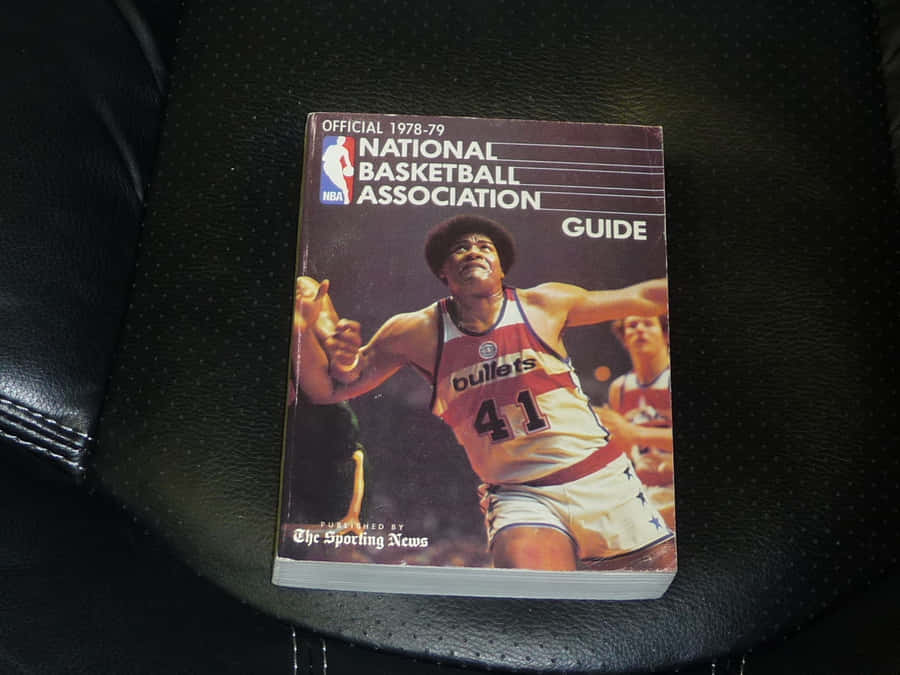 OFFICIAL 1978-79
NATIONAL
BASKETBALL
ASSOCIATION
NBA
GUIDE
bullets
41
PUBLISHED BY
The Sporting News